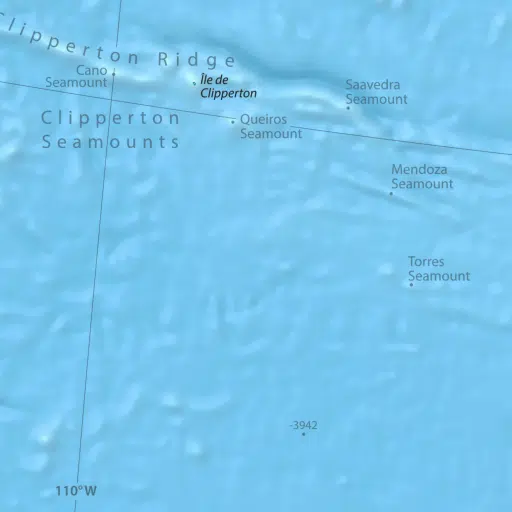 Clipperton Ridge
Cano
Seamount
Île de
Clipperton
Saavedra
Seamount
Clipperton
Seamounts
Queiros
Seamount
Mendoza
Seamount
Torres
Seamount
-3942
110°W